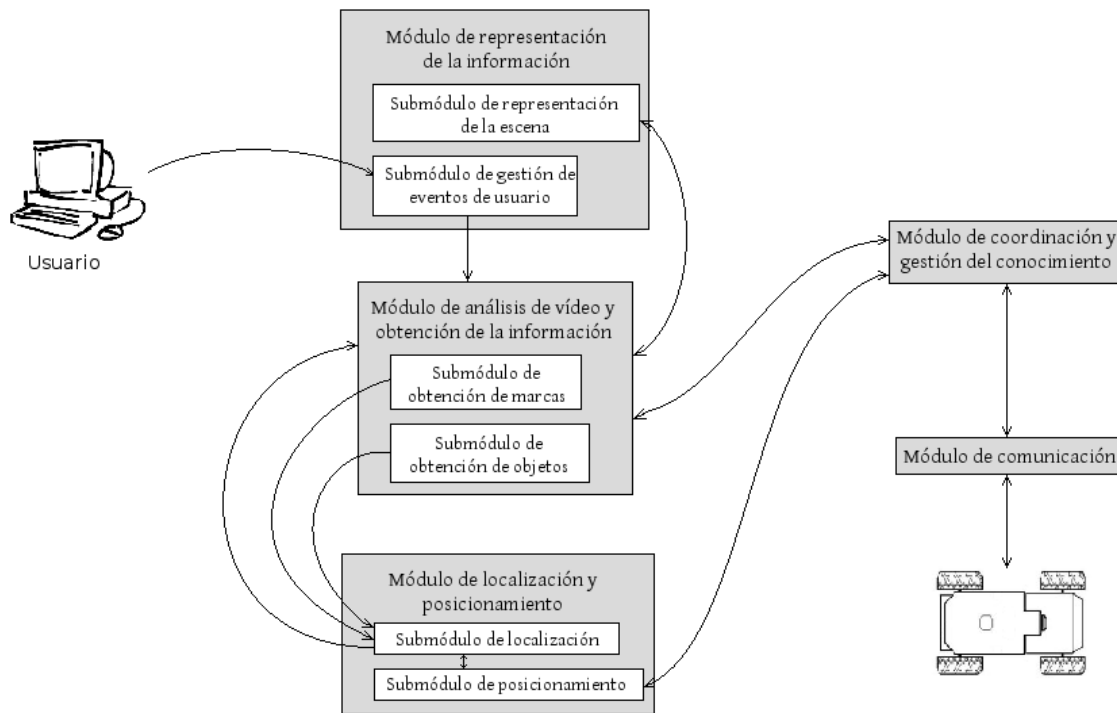 Módulo de representación
de la información
Submódulo de representación
de la escena
Submódulo de gestión de
eventos de usuario
Usuario
Módulo de análisis de vídeo y
obtención de la información
Submódulo de
obtención de marcas
Submódulo de
obtención de objetos
Módulo de localización y
posicionamiento
Submódulo de localización
Submódulo de posicionamiento
Módulo de coordinación y
gestión del conocimiento
Módulo de comunicación